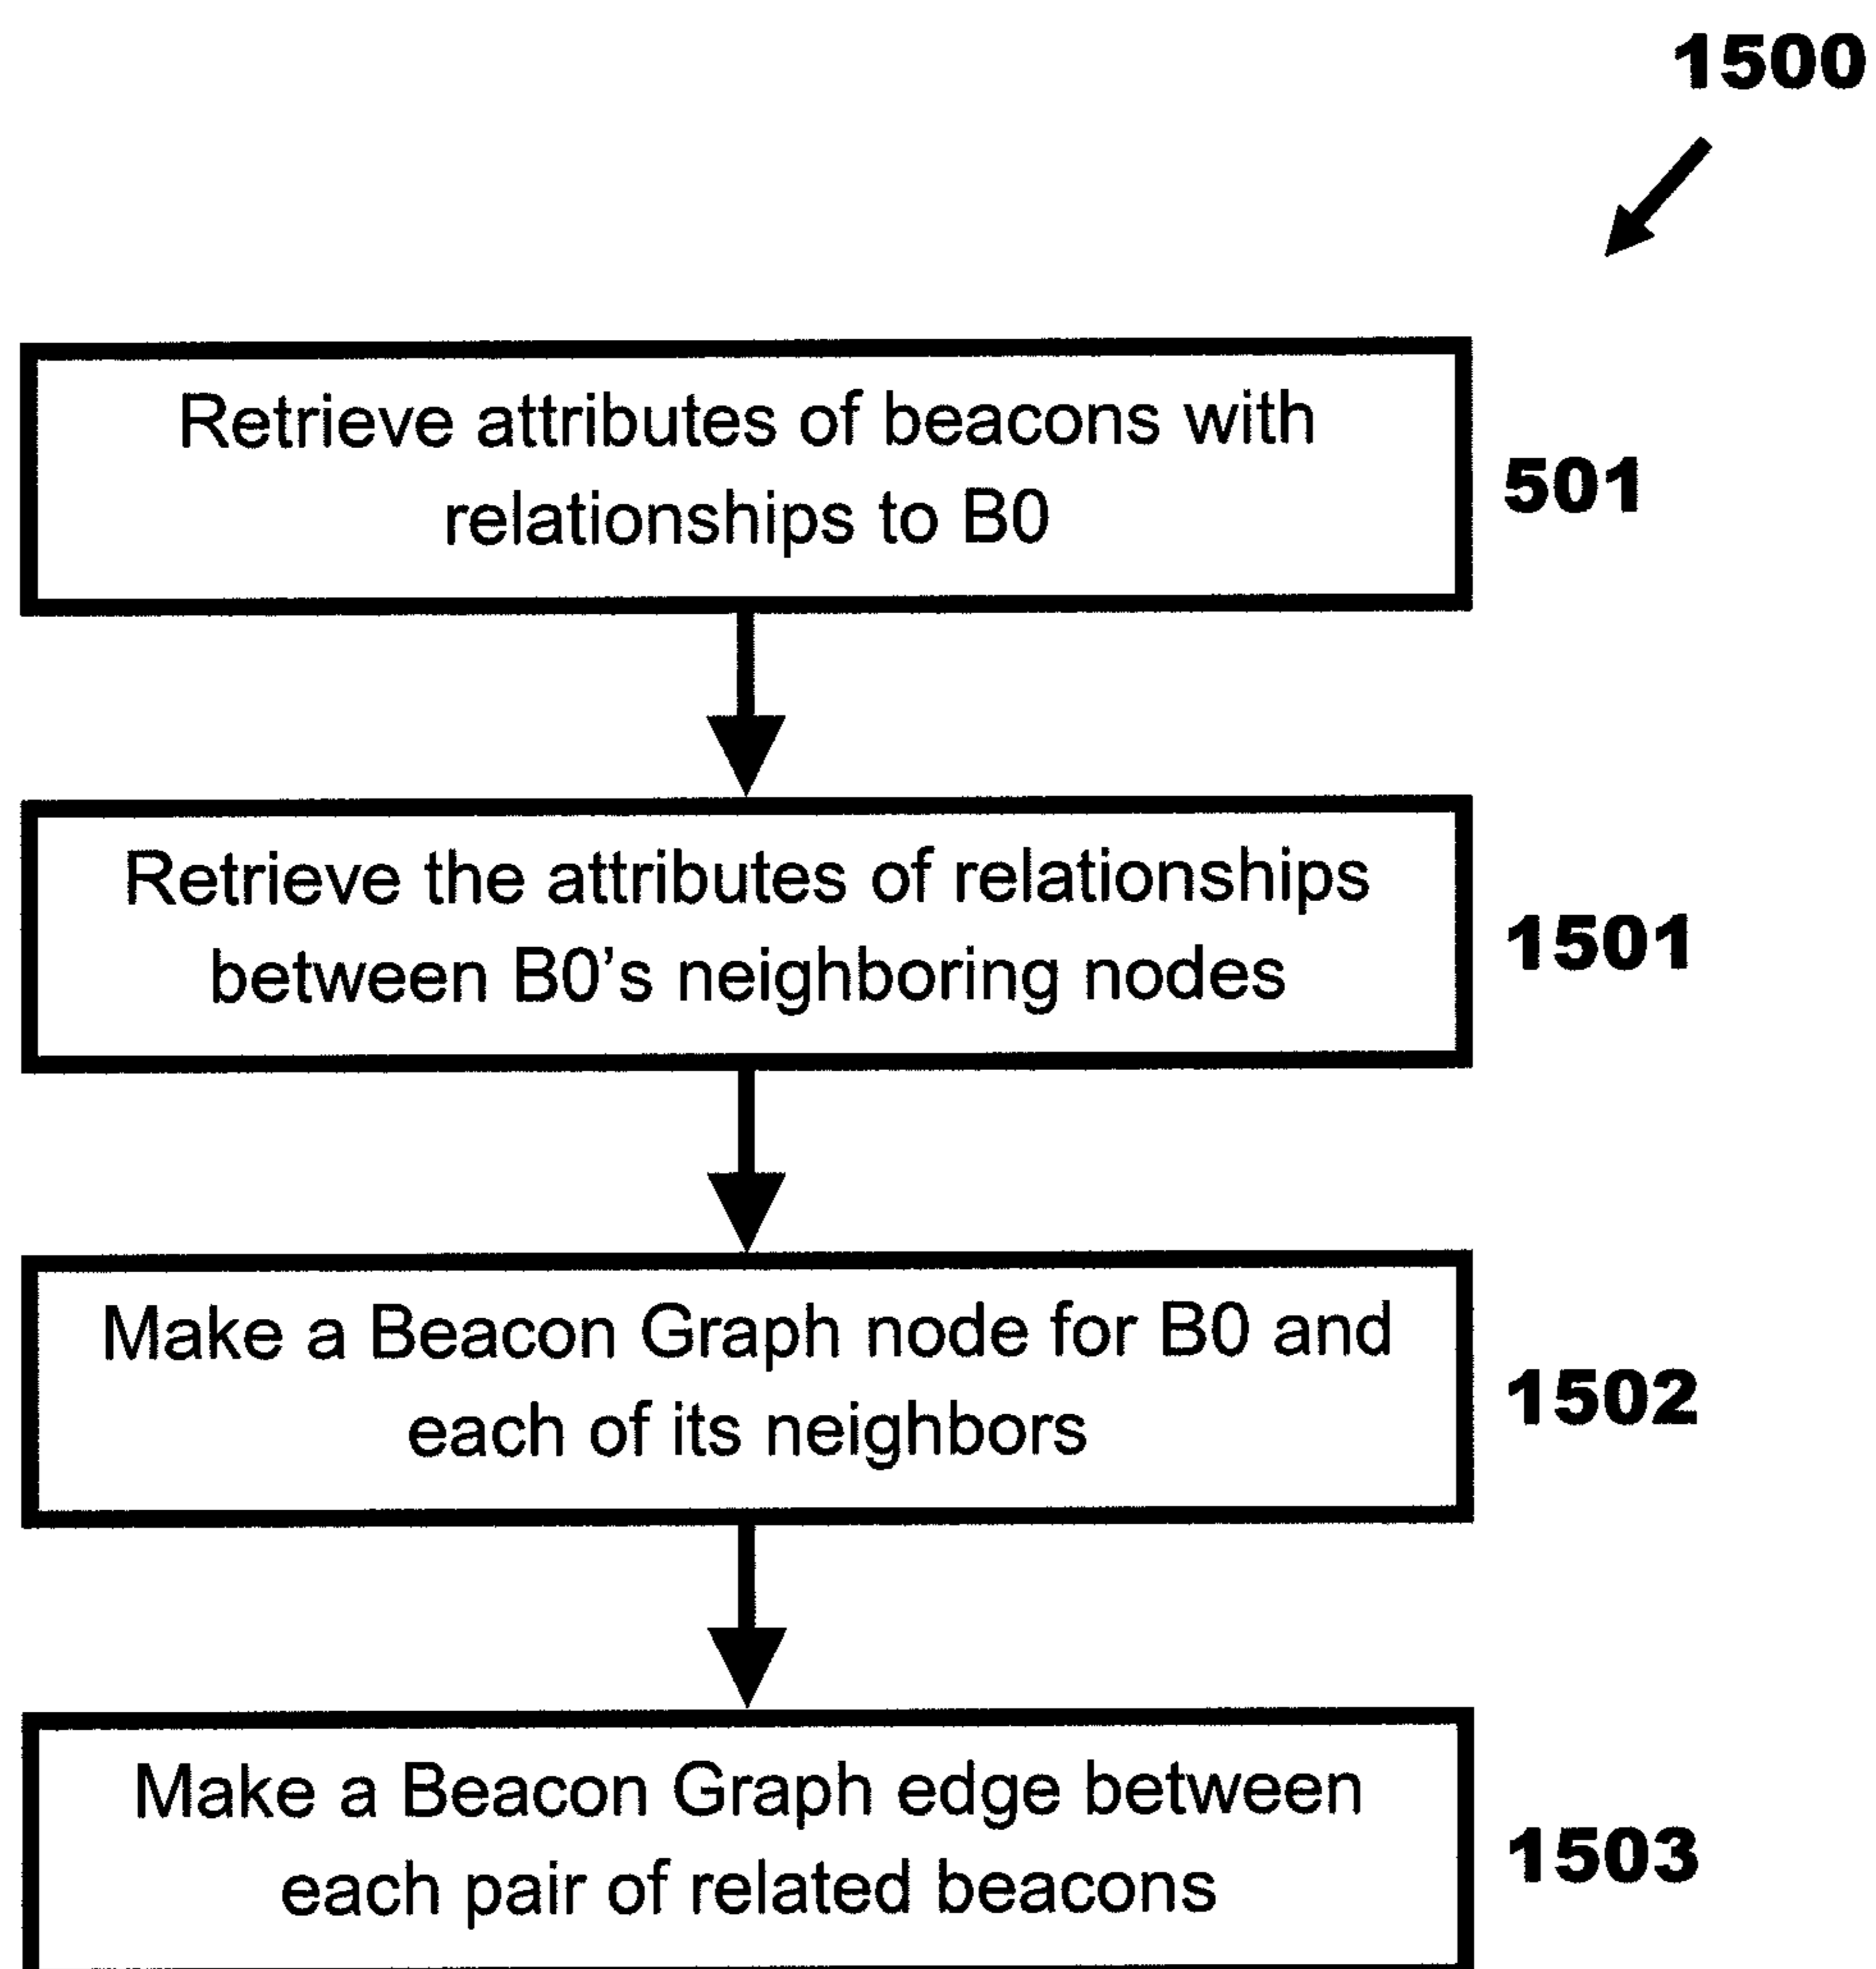 1500
Retrieve attributes of beacons with
relationships to B0
501
Retrieve the attributes of relationships
between B0's neighboring nodes
1501
Make a Beacon Graph node for B0 and
each of its neighbors
1502
Make a Beacon Graph edge between
each pair of related beacons
1503